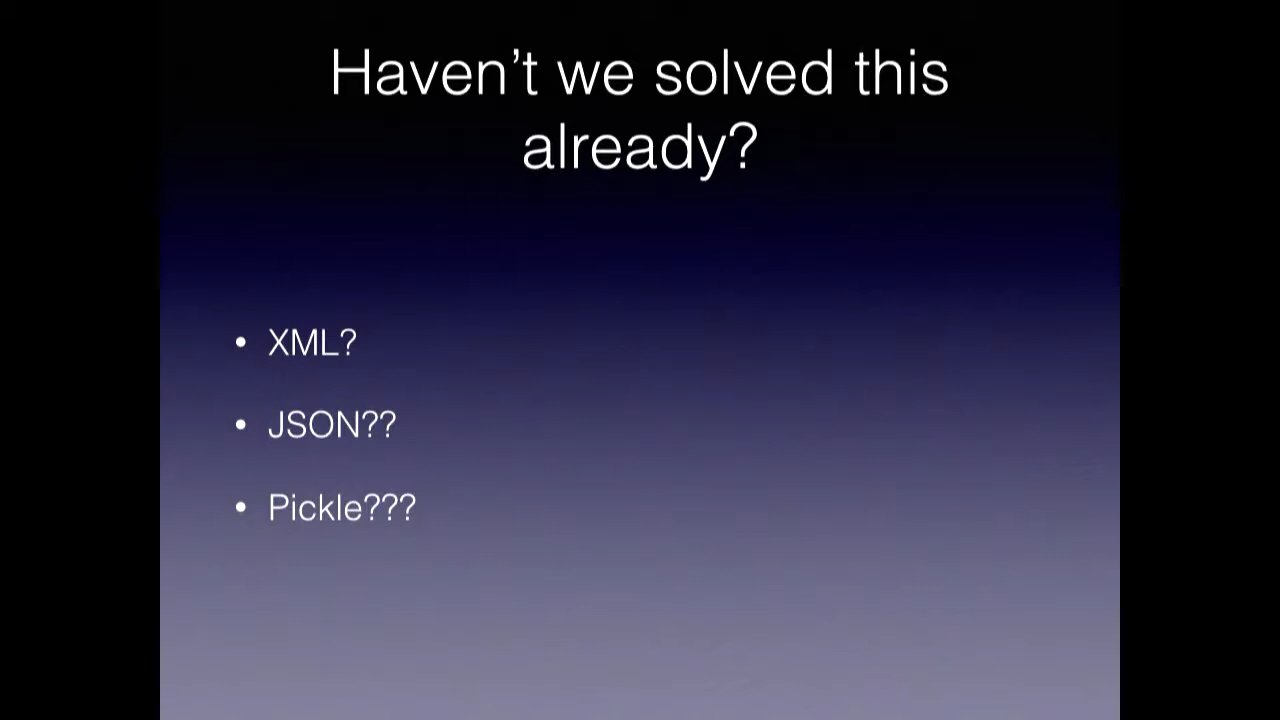 Haven’t we solved this
already?
• XML?
• JSON??
• Pickle???